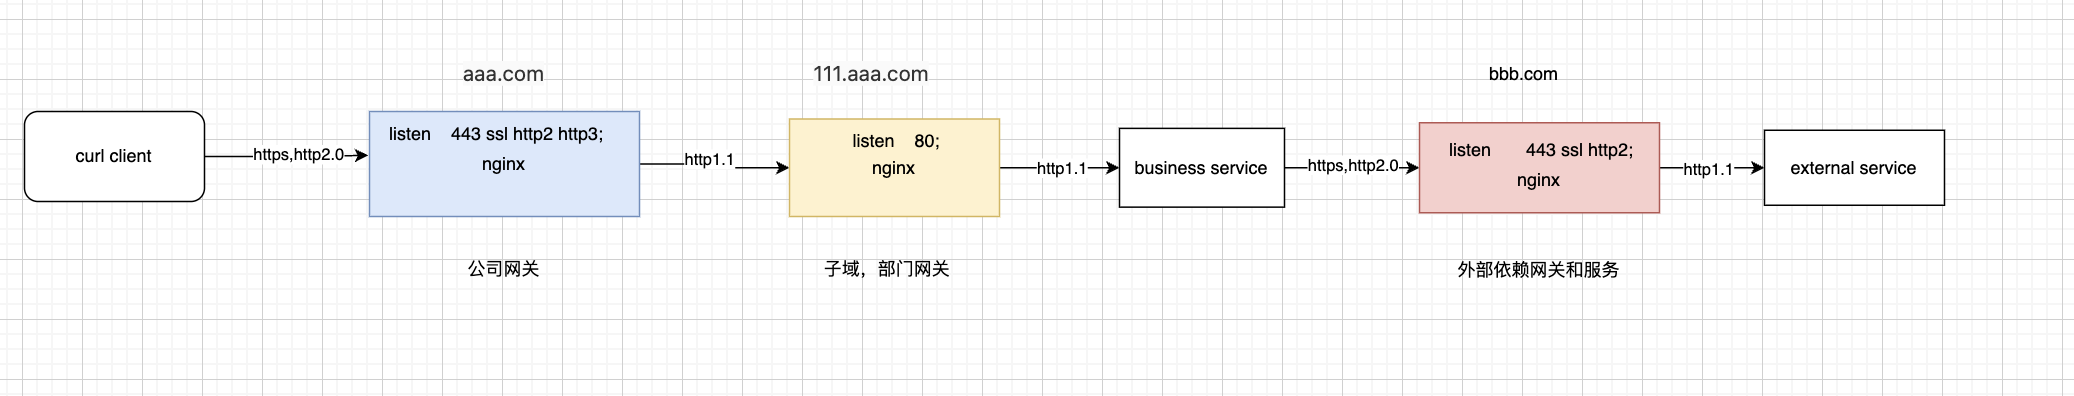 aaa.com
111.aaa.com
bbb.com
curl client
https,http2.0
listen 443 ssl http2 http3;
nginx
http1.1
listen 80;
nginx
http1.1
business service
https,http2.0
listen 443 ssl http2;
nginx
http1.1
external service
公司网关
子域，部门网关
外部依赖网关和服务